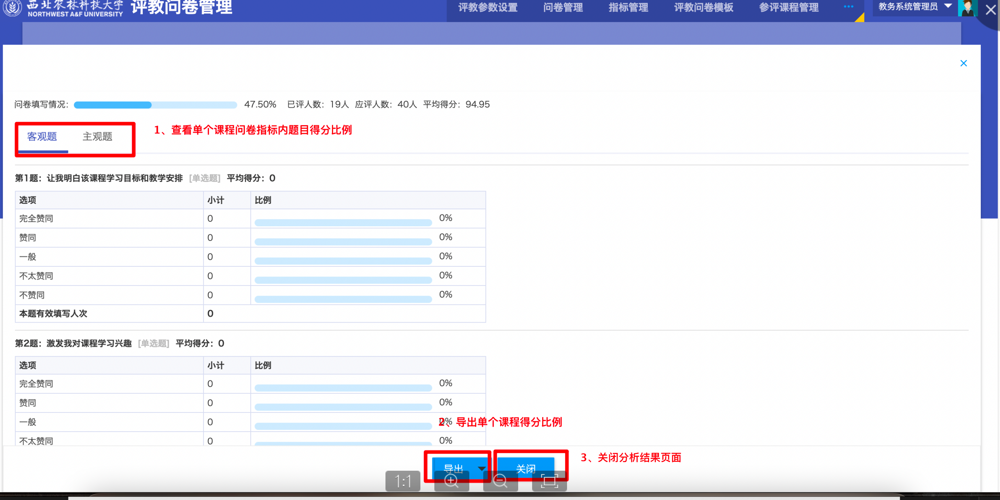 西北农林科技大学
NORTHWEST A&F UNIVERSITY
评教问卷管理
评教参数设置 问卷管理 指标管理 评教问卷模板 参评课程管理 ··· 教务系统管理员
问卷填写情况： 47.50% 已评人数：19人 应评人数：40人 平均得分：94.95
1、查看单个课程问卷指标内题目得分比例
客观题 主观题
第1题：让我明白该课程学习目标和教学安排 [单选题] 平均得分：0
选项 小计 比例
完全赞同 0 0%
赞同 0 0%
一般 0 0%
不太赞同 0 0%
不赞同 0 0%
本题有效填写人次 0
第2题：激发我对课程学习兴趣 [单选题] 平均得分：0
选项 小计 比例
完全赞同 0 0%
赞同 0 0%
一般 0 0%
2、导出单个课程得分比例
不太赞同 0 0%
3、关闭分析结果页面
导出 关闭
1:1